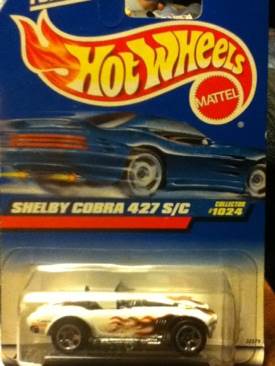 HOT WHEELS
MATTEL
®
SHELBY COBRA 427 S/C
COLLECTOR
#1024